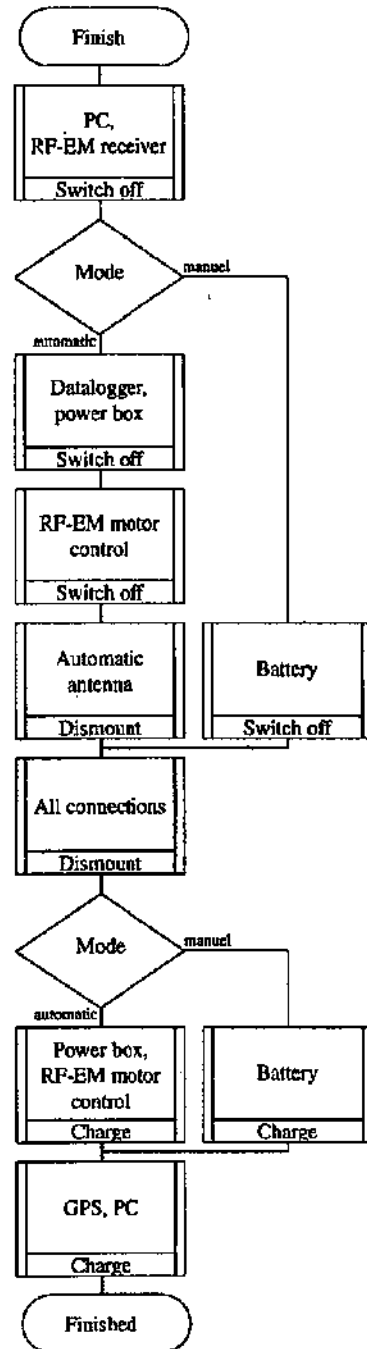 Finish
PC,
RF-EM receiver
Switch off
Mode
manuel
automatic
Datalogger,
power box
Switch off
RF-EM motor
control
Switch off
Automatic
antenna
Dismount
Battery
Switch off
All connections
Dismount
Mode
manuel
automatic
Power box,
RF-EM motor
control
Charge
Battery
Charge
GPS, PC
Charge
Finished